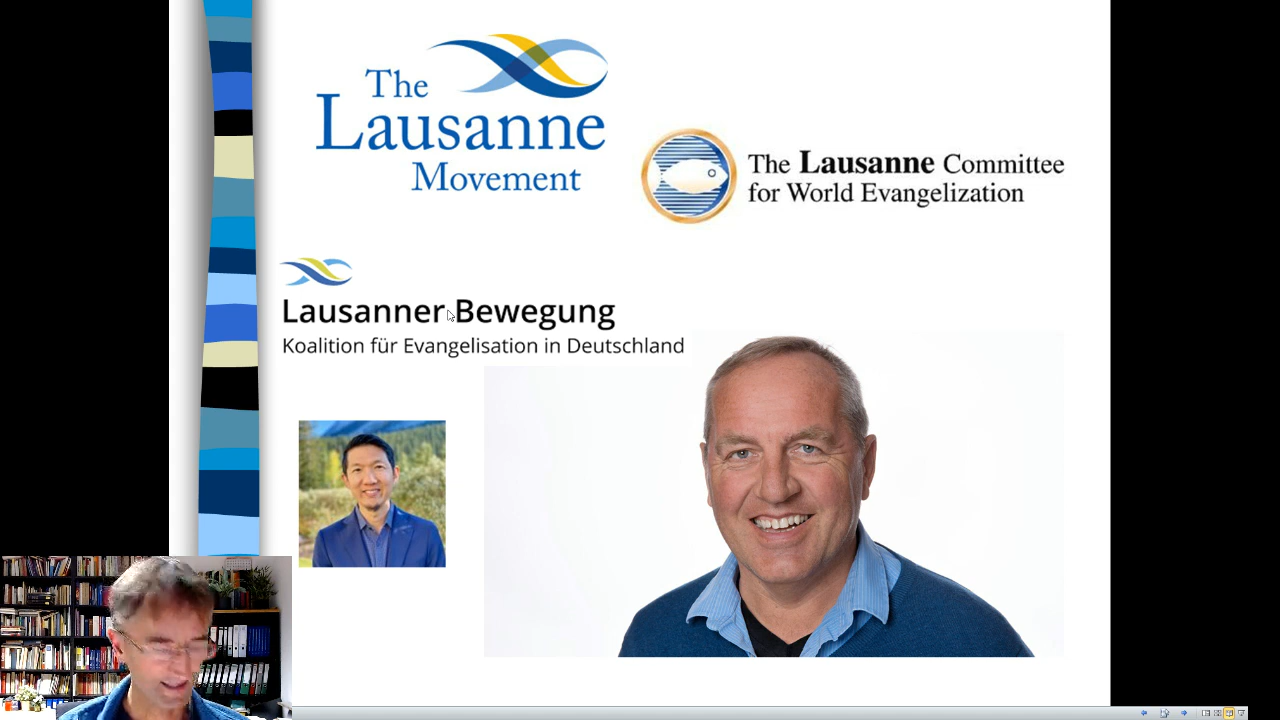 The
Lausanne
Movement
The Lausanne Committee
for World Evangelization
Lausanner Bewegung
Koalition für Evangelisation in Deutschland